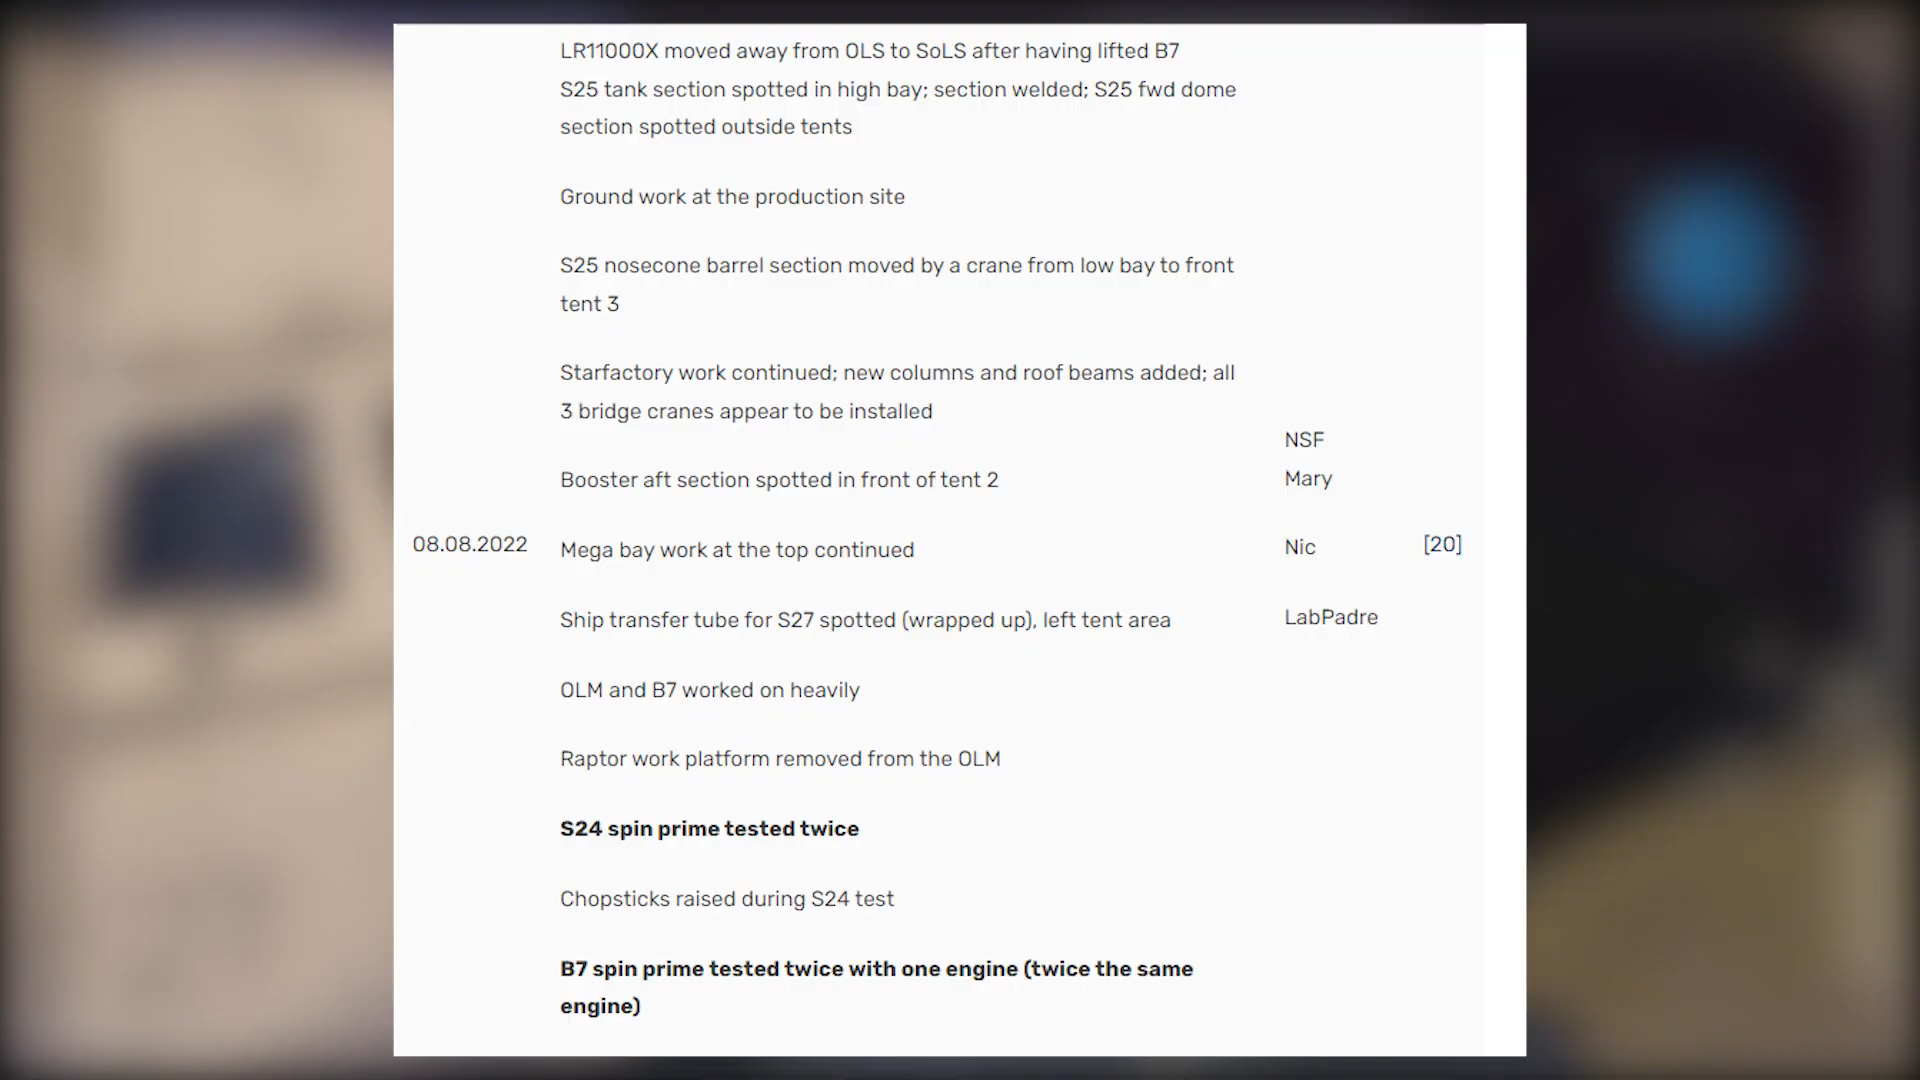 LR11000X moved away from OLS to SoLS after having lifted B7
S25 tank section spotted in high bay; section welded; S25 fwd dome
section spotted outside tents
Ground work at the production site
S25 nosecone barrel section moved by a crane from low bay to front
tent 3
Starfactory work continued; new columns and roof beams added; all
3 bridge cranes appear to be installed
NSF
Booster aft section spotted in front of tent 2
Mary
08.08.2022
Mega bay work at the top continued
Nic
[20]
Ship transfer tube for S27 spotted (wrapped up), left tent area
LabPadre
OLM and B7 worked on heavily
Raptor work platform removed from the OLM
S24 spin prime tested twice
Chopsticks raised during S24 test
B7 spin prime tested twice with one engine (twice the same
engine)